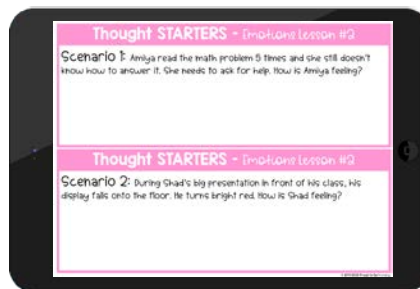 Thought STARTERS - Emotions Lesson #2
Scenario 1: Amiya read the math problem 5 times and she still doesn't
know how to answer it. She needs to ask for help. How is Amiya feeling?
Thought STARTERS - Emotions Lesson #2
Scenario 2: During Shad's big presentation in front of his class, his
display falls onto the floor. He turns bright red. How is Shad feeling?